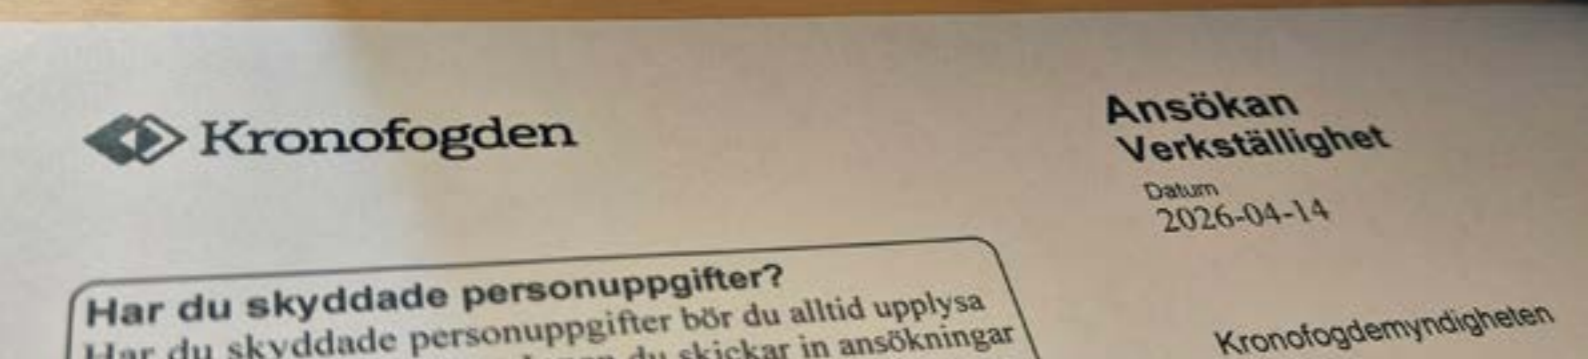 Kronofogden
Ansökan
Verkställighet
Datum
2026-04-14
Har du skyddade personuppgifter?
Har du skyddade personuppgifter bör du alltid upplysa
du skickar in ansökningar
Kronofogdemyndigheten